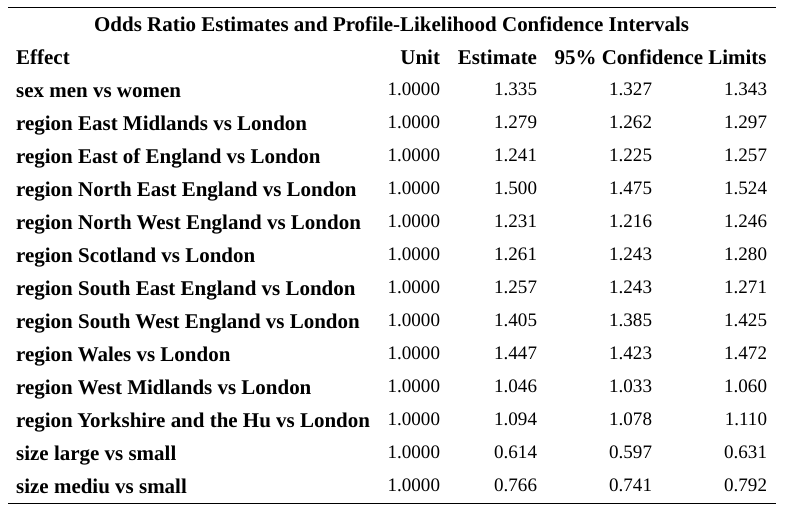 Odds Ratio Estimates and Profile-Likelihood Confidence Intervals
Effect Unit Estimate 95% Confidence Limits
sex men vs women 1.0000 1.335 1.327 1.343
region East Midlands vs London 1.0000 1.279 1.262 1.297
region East of England vs London 1.0000 1.241 1.225 1.257
region North East England vs London 1.0000 1.500 1.475 1.524
region North West England vs London 1.0000 1.231 1.216 1.246
region Scotland vs London 1.0000 1.261 1.243 1.280
region South East England vs London 1.0000 1.257 1.243 1.271
region South West England vs London 1.0000 1.405 1.385 1.425
region Wales vs London 1.0000 1.447 1.423 1.472
region West Midlands vs London 1.0000 1.046 1.033 1.060
region Yorkshire and the Hu vs London 1.0000 1.094 1.078 1.110
size large vs small 1.0000 0.614 0.597 0.631
size mediu vs small 1.0000 0.766 0.741 0.792